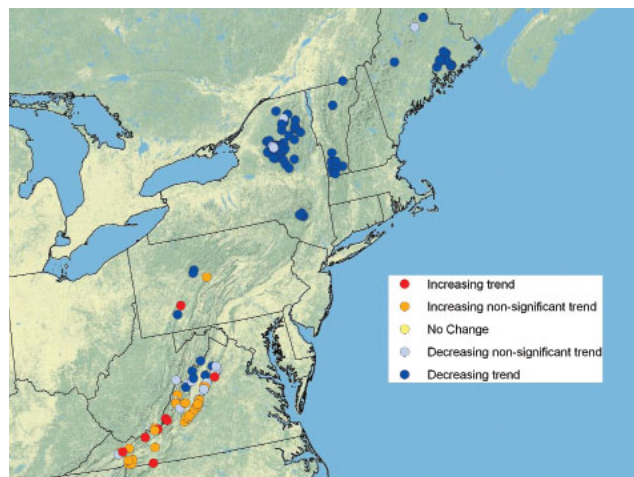 Increasing trend
Increasing non-significant trend
No Change
Decreasing non-significant trend
Decreasing trend